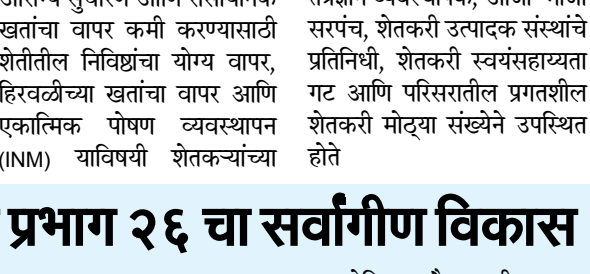 खतांचा वापर कमी करण्यासाठी
शेतीतील निविष्ठांचा योग्य वापर,
हिरवळीच्या खतांचा वापर आणि
एकात्मिक पोषण व्यवस्थापन
(INM) याविषयी शेतकऱ्यांच्या
सरपंच, शेतकरी उत्पादक संस्थांचे
प्रतिनिधी, शेतकरी स्वयंसहाय्यता
गट आणि परिसरातील प्रगतशील
शेतकरी मोठ्या संख्येने उपस्थित
होते
प्रभाग २६ चा सर्वांगीण विकास